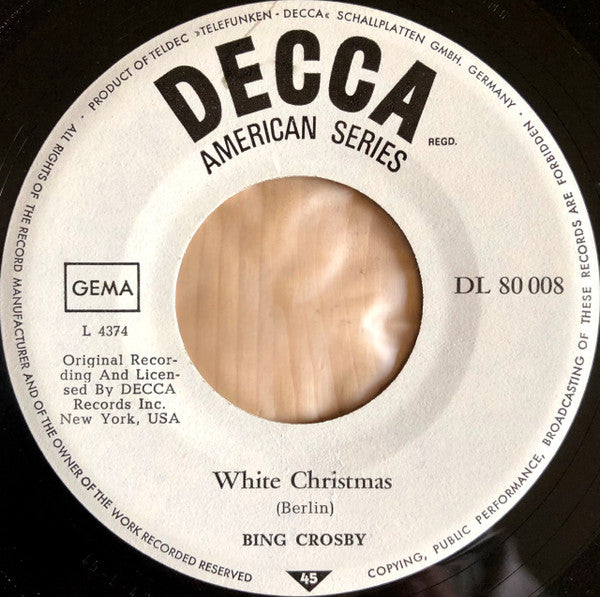 · PRODUCT OF TELDEC »TELEFUNKEN - DECCA« SCHALLPLATTEN GMBH. GERMANY ·
DECCA
AMERICAN SERIES
REGD.
GEMA
DL 80 008
L 4374
Original Recor-
ding And Licen-
sed By DECCA
Records Inc.
New York, USA
White Christmas
(Berlin)
BING CROSBY
45
ALL RIGHTS OF THE RECORD MANUFACTURER AND OF THE OWNER OF THE WORK RECORDED RESERVED
COPYING, PUBLIC PERFORMANCE, BROADCASTING OF THESE RECORDS ARE FORBIDDEN